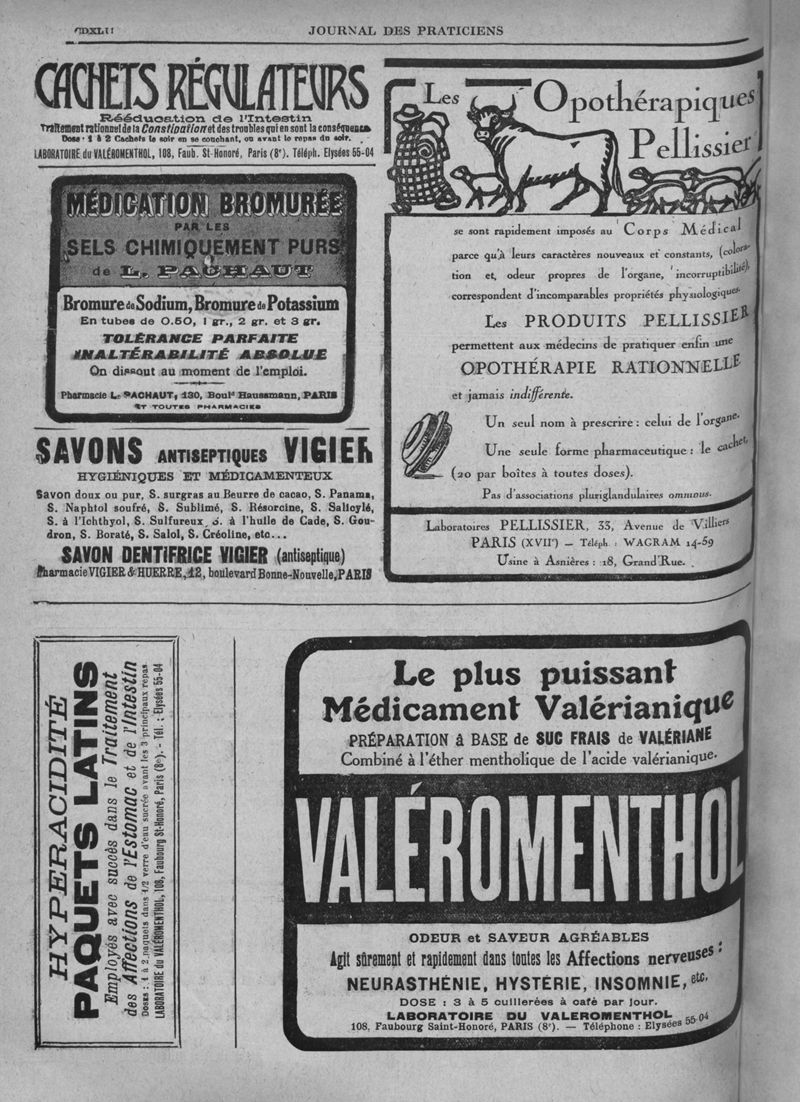 JOURNAL DES PRATICIENS
CACHETS RÉGULATEURS
Rééducation de l'Intestin
Traitement rationnel de la Constipation et des troubles qui en sont la conséquence
Dose : 1 à 2 Cachets le soir en se couchant, ou avant le repas du soir.
LABORATOIRE du VALÉROMENTHOL, 108, Faub. St-Honoré, Paris (8e). Téléph. Elysées 55-04
MÉDICATION BROMURÉE
PAR LES
SELS CHIMIQUEMENT PURS
de L. PACHAUT
Bromure de Sodium, Bromure de Potassium
En tubes de 0.50, 1 gr., 2 gr. et 3 gr.
TOLÉRANCE PARFAITE
INALTÉRABILITÉ ABSOLUE
On dissout au moment de l'emploi.
Pharmacie L. PACHAUT, 130, Bould Haussmann, PARIS
ET TOUTES PHARMACIES
SAVONS ANTISEPTIQUES VIGIER
HYGIÉNIQUES ET MÉDICAMENTEUX
Savon doux ou pur, S. surgras au Beurre de cacao, S. Panama,
S. Naphtol soufré, S. Sublimé, S. Résorcine, S. Salicylé,
S. à l'Ichthyol, S. Sulfureux, S. à l'huile de Cade, S. Gou-
dron, S. Boraté, S. Salol, S. Créoline, etc...
SAVON DENTIFRICE VIGIER (antiseptique)
Pharmacie VIGIER & HUERRE, 12, boulevard Bonne-Nouvelle, PARIS
Les Opothérapiques
Pellissier
se sont rapidement imposés au Corps Médical
parce qu'à leurs caractères nouveaux et constants, (colora-
tion et, odeur propres de l'organe, incorruptibilité),
correspondent d'incomparables propriétés physiologiques.
Les PRODUITS PELLISSIER
permettent aux médecins de pratiquer enfin une
OPOTHÉRAPIE RATIONNELLE
et jamais indifférente.
Un seul nom à prescrire : celui de l'organe.
Une seule forme pharmaceutique : le cachet,
(20 par boîtes à toutes doses).
Pas d'associations pluriglandulaires omnibus.
Laboratoires PELLISSIER, 33, Avenue de Villiers
PARIS (XVIIe) — Téléph. : WAGRAM 14-59
Usine à Asnières : 18, Grand'Rue.
HYPERACIDITÉ
PAQUETS LATINS
Employés avec succès dans le Traitement
des Affections de l'Estomac et de l'Intestin
DOSES : 1 à 2 paquets dans 1/2 verre d'eau sucrée avant les 3 principaux repas
LABORATOIRE du VALÉROMENTHOL, 108, Faubourg St-Honoré, Paris (8e). - Tél. : Elysées 55-04
Le plus puissant
Médicament Valérianique
PRÉPARATION à BASE de SUC FRAIS de VALÉRIANE
Combiné à l'éther mentholique de l'acide valérianique.
VALÉROMENTHOL
ODEUR et SAVEUR AGRÉABLES
Agit sûrement et rapidement dans toutes les Affections nerveuses :
NEURASTHÉNIE, HYSTÉRIE, INSOMNIE, etc.
DOSE : 3 à 5 cuillerées à café par jour.
LABORATOIRE DU VALEROMENTHOL
108, Faubourg Saint-Honoré, PARIS (8e). — Téléphone : Elysées 55-04